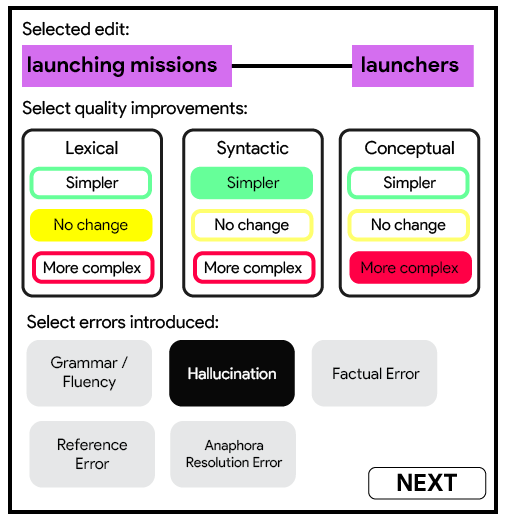 Selected edit:
launching missions launchers
Select quality improvements:
Lexical Syntactic Conceptual
Simpler Simpler Simpler
No change No change No change
More complex More complex More complex
Select errors introduced:
Grammar /
Fluency
Hallucination
Factual Error
Reference
Error
Anaphora
Resolution Error
NEXT